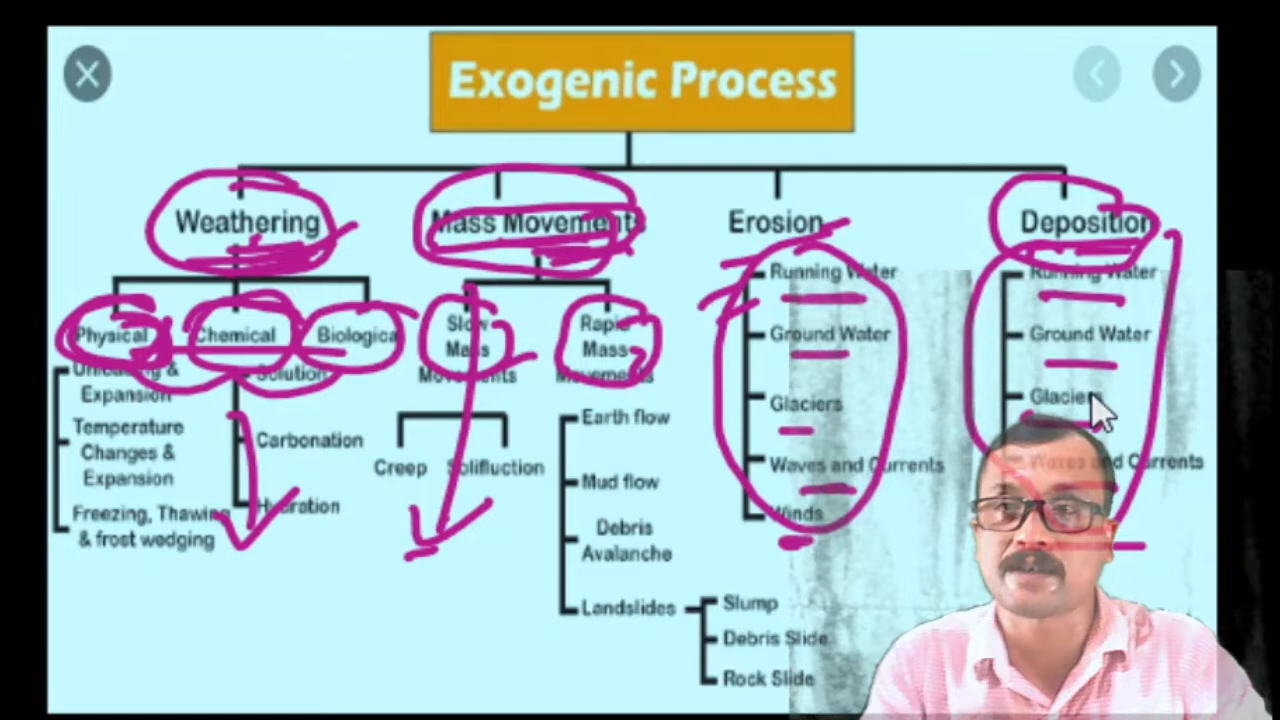 Exogenic Process
Weathering
Mass Movements
Erosion
Deposition
Physical
Chemical
Biological
Unloading &
Expansion
Temperature
Changes &
Expansion
Freezing, Thawing
& frost wedging
Solution
Carbonation
Hydration
Slow
Mass
Movements
Creep
Solifluction
Rapid
Mass
Movements
Earth flow
Mud flow
Debris
Avalanche
Landslides
Slump
Debris Slide
Rock Slide
Running Water
Ground Water
Glaciers
Waves and Currents
Winds
Running Water
Ground Water
Glaciers
Waves and Currents